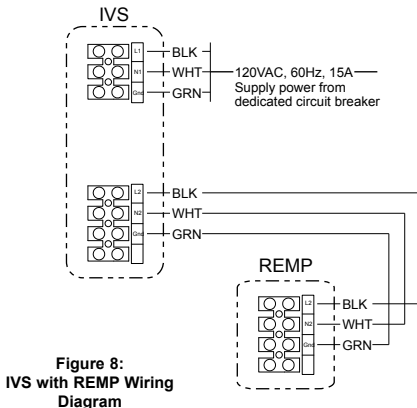 IVS
L1
BLK
N1
WHT
120VAC, 60Hz, 15A
Gnd
GRN
Supply power from
dedicated circuit breaker
L2
BLK
N2
WHT
Gnd
GRN
REMP
L2
BLK
N2
WHT
Gnd
GRN
Figure 8:
IVS with REMP Wiring
Diagram